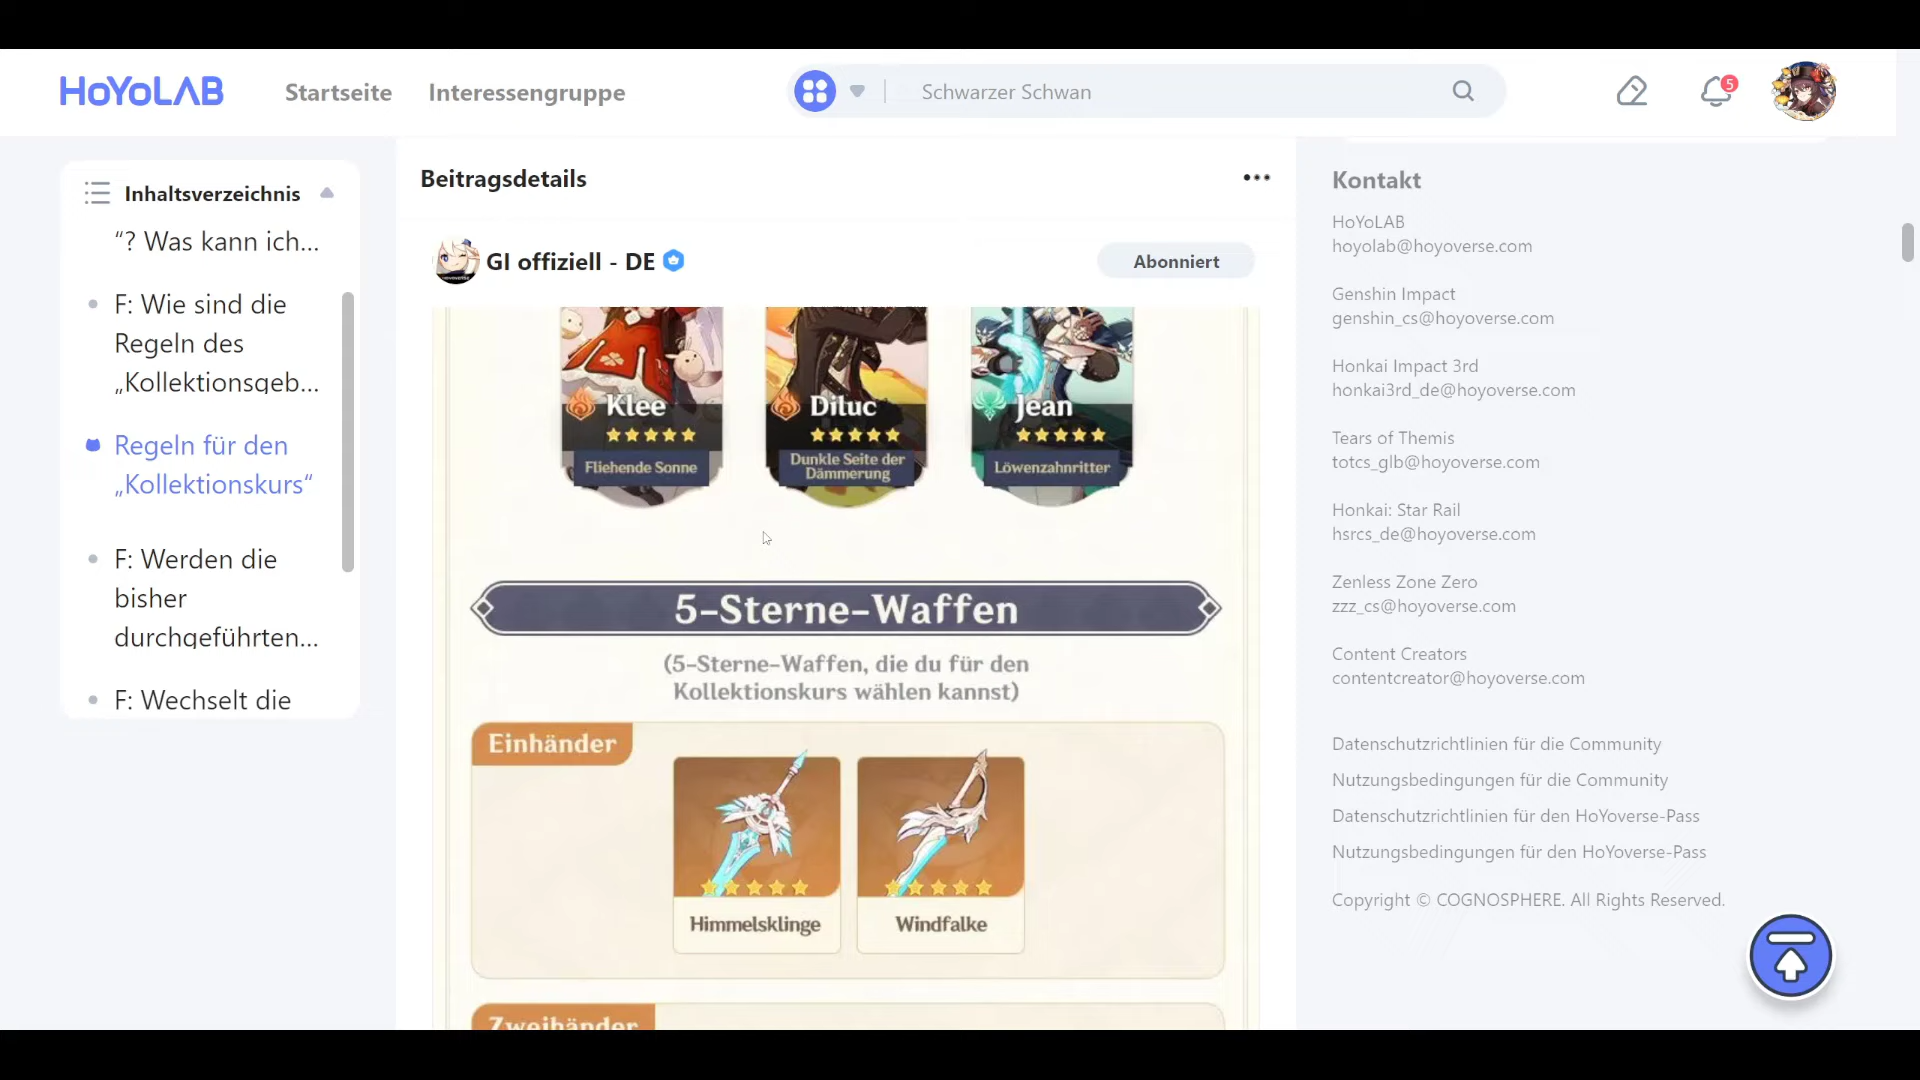 HoYoLAB
Startseite
Interessengruppe
Schwarzer Schwan
5
Inhaltsverzeichnis
“? Was kann ich...
F: Wie sind die
Regeln des
„Kollektionsgeb...
Regeln für den
„Kollektionskurs“
F: Werden die
bisher
durchgeführten...
F: Wechselt die
Beitragsdetails
GI offiziell - DE
Abonniert
Klee
Fliehende Sonne
Diluc
Dunkle Seite der
Dämmerung
Jean
Löwenzahnritter
5-Sterne-Waffen
(5-Sterne-Waffen, die du für den
Kollektionskurs wählen kannst)
Einhänder
Himmelsklinge
Windfalke
Zweihänder
Kontakt
HoYoLAB
hoyolab@hoyoverse.com
Genshin Impact
genshin_cs@hoyoverse.com
Honkai Impact 3rd
honkai3rd_de@hoyoverse.com
Tears of Themis
totcs_glb@hoyoverse.com
Honkai: Star Rail
hsrcs_de@hoyoverse.com
Zenless Zone Zero
zzz_cs@hoyoverse.com
Content Creators
contentcreator@hoyoverse.com
Datenschutzrichtlinien für die Community
Nutzungsbedingungen für die Community
Datenschutzrichtlinien für den HoYoverse-Pass
Nutzungsbedingungen für den HoYoverse-Pass
Copyright © COGNOSPHERE. All Rights Reserved.